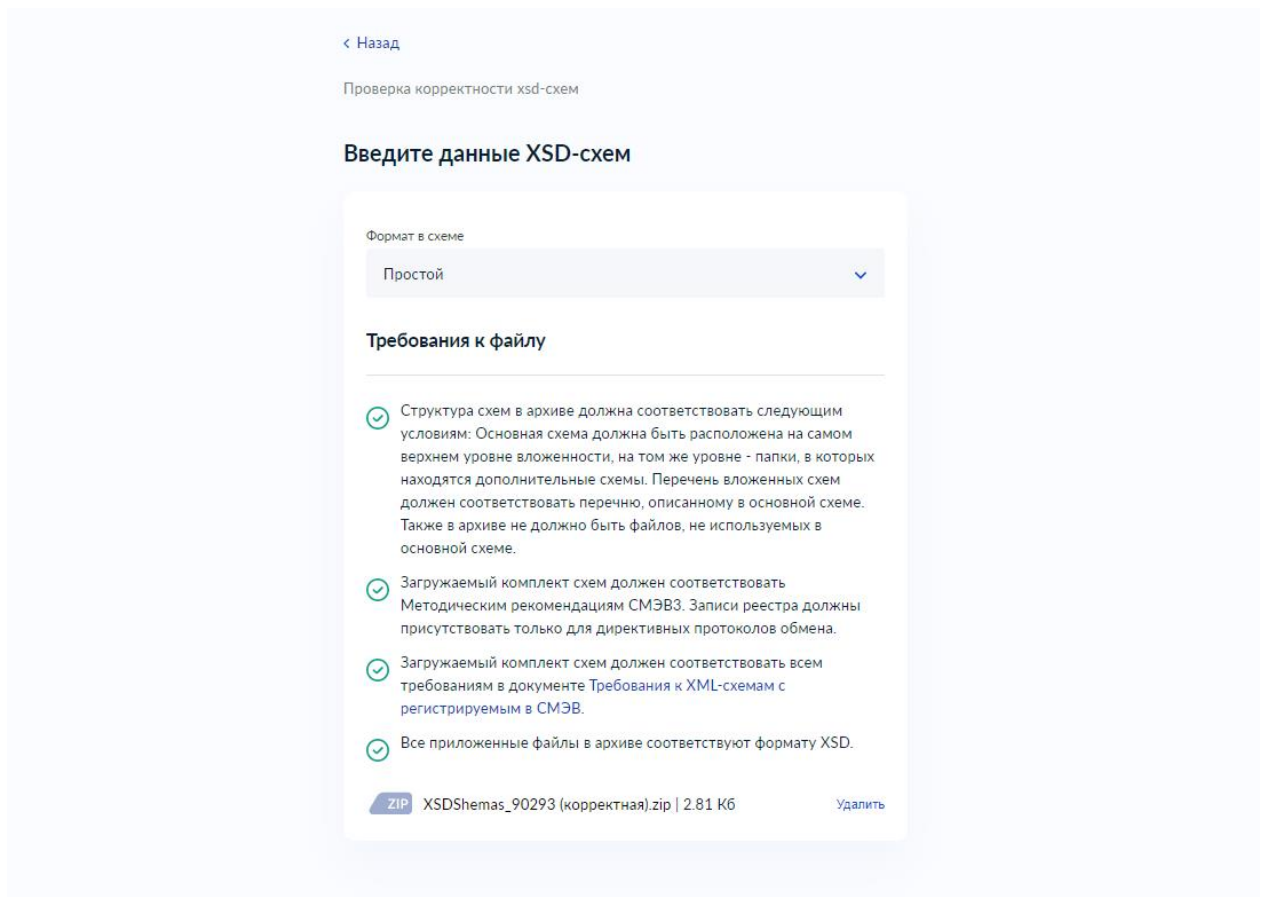 Назад
Проверка корректности xsd-схем
Введите данные XSD-схем
Формат в схеме
Простой
Требования к файлу
Структура схем в архиве должна соответствовать следующим
условиям: Основная схема должна быть расположена на самом
верхнем уровне вложенности, на том же уровне - папки, в которых
находятся дополнительные схемы. Перечень вложенных схем
должен соответствовать перечню, описанному в основной схеме.
Также в архиве не должно быть файлов, не используемых в
основной схеме.
Загружаемый комплект схем должен соответствовать
Методическим рекомендациям СМЭВ3. Записи реестра должны
присутствовать только для директивных протоколов обмена.
Загружаемый комплект схем должен соответствовать всем
требованиям в документе Требования к XML-схемам с
регистрируемым в СМЭВ.
Все приложенные файлы в архиве соответствуют формату XSD.
ZIP XSDShemas_90293 (корректная).zip | 2.81 Кб Удалить